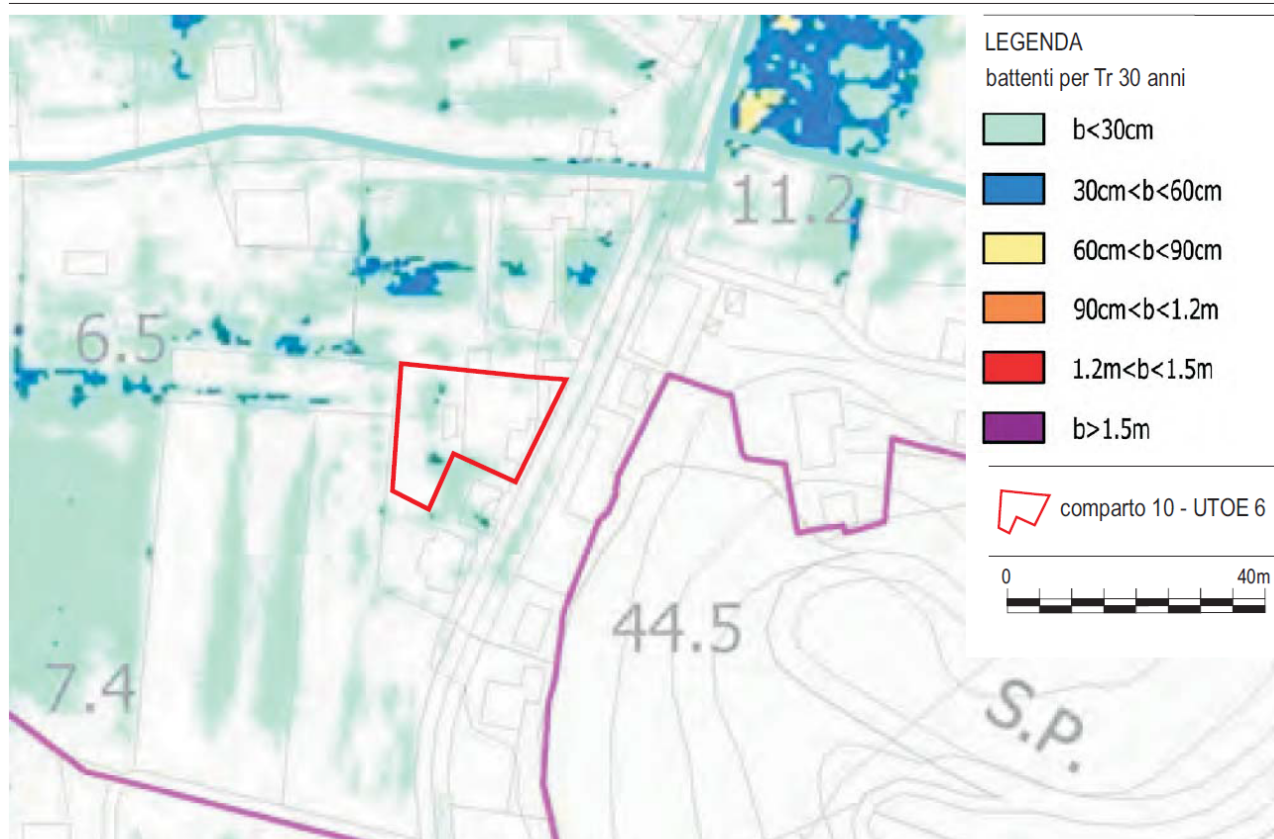 LEGENDA
battenti per Tr 30 anni
b<30cm
30cm<b<60cm
60cm<b<90cm
90cm<b<1.2m
1.2m<b<1.5m
b>1.5m
comparto 10 - UTOE 6
0 40m
11.2
6.5
44.5
7.4
S.P.